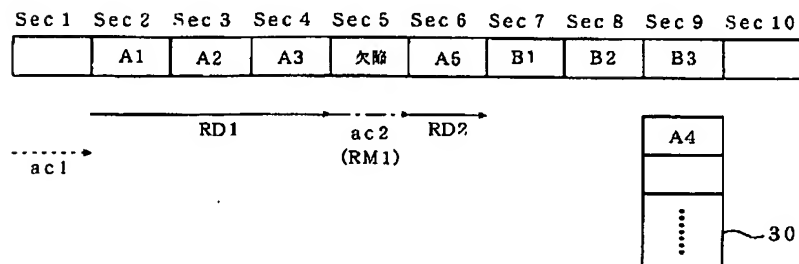 Sec 1 Sec 2 Sec 3 Sec 4 Sec 5 Sec 6 Sec 7 Sec 8 Sec 9 Sec 10
A1 A2 A3 欠陥 A5 B1 B2 B3
RD1 ac2 RD2
(RM1)
ac1
A4
30